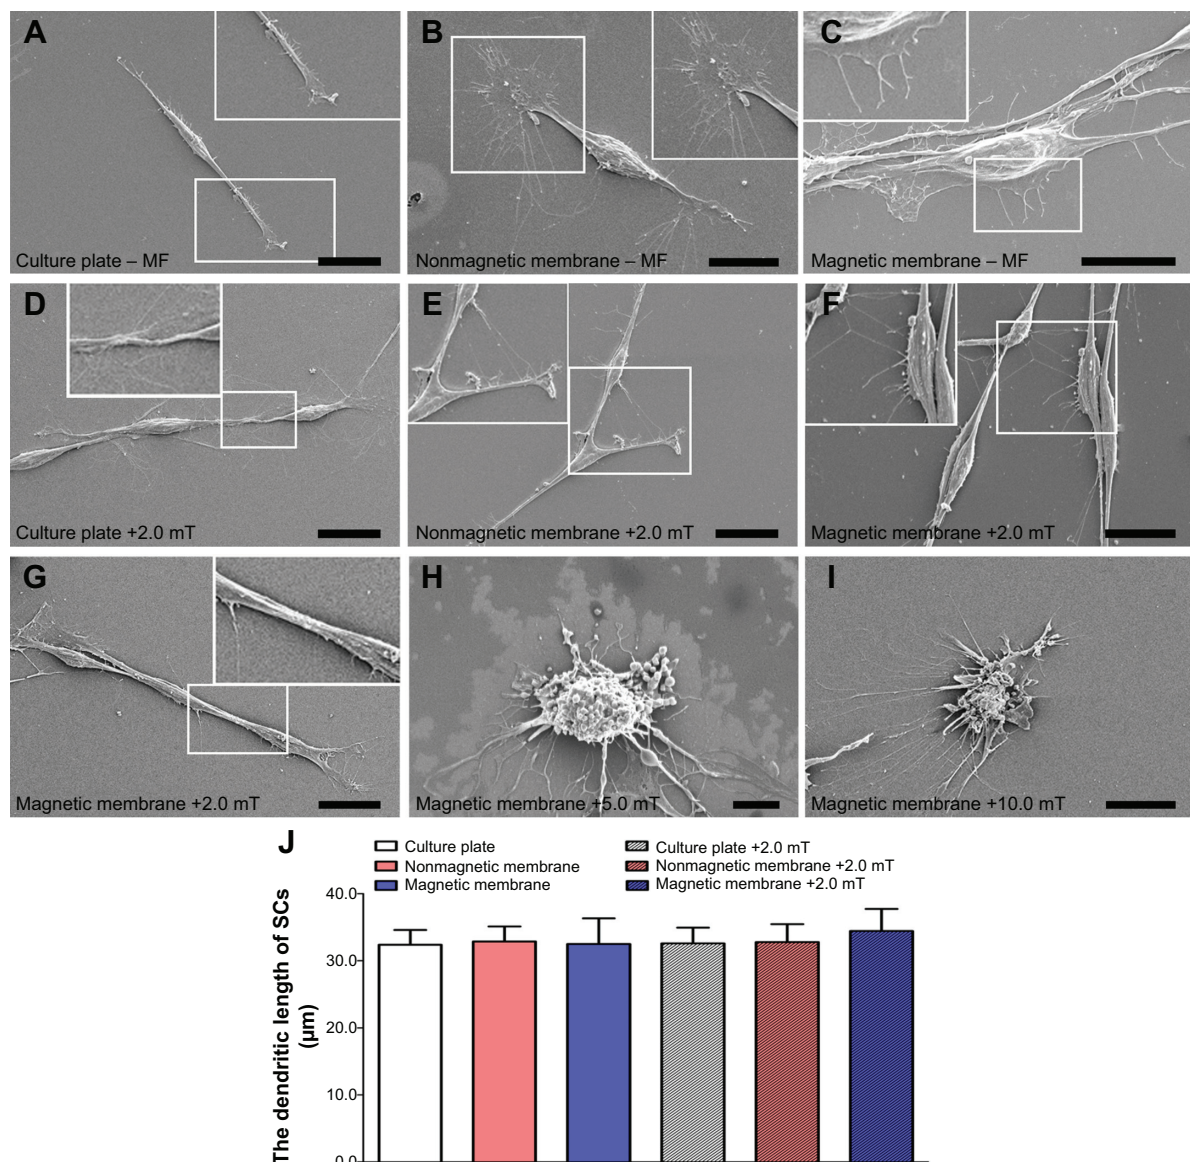 A
B
C
Culture plate – MF
Nonmagnetic membrane – MF
Magnetic membrane – MF
D
E
F
Culture plate +2.0 mT
Nonmagnetic membrane +2.0 mT
Magnetic membrane +2.0 mT
G
H
I
Magnetic membrane +2.0 mT
Magnetic membrane +5.0 mT
Magnetic membrane +10.0 mT
J
Culture plate
Nonmagnetic membrane
Magnetic membrane
Culture plate +2.0 mT
Nonmagnetic membrane +2.0 mT
Magnetic membrane +2.0 mT
The dendritic length of SCs
(µm)
40.0
30.0
20.0
10.0
0.0